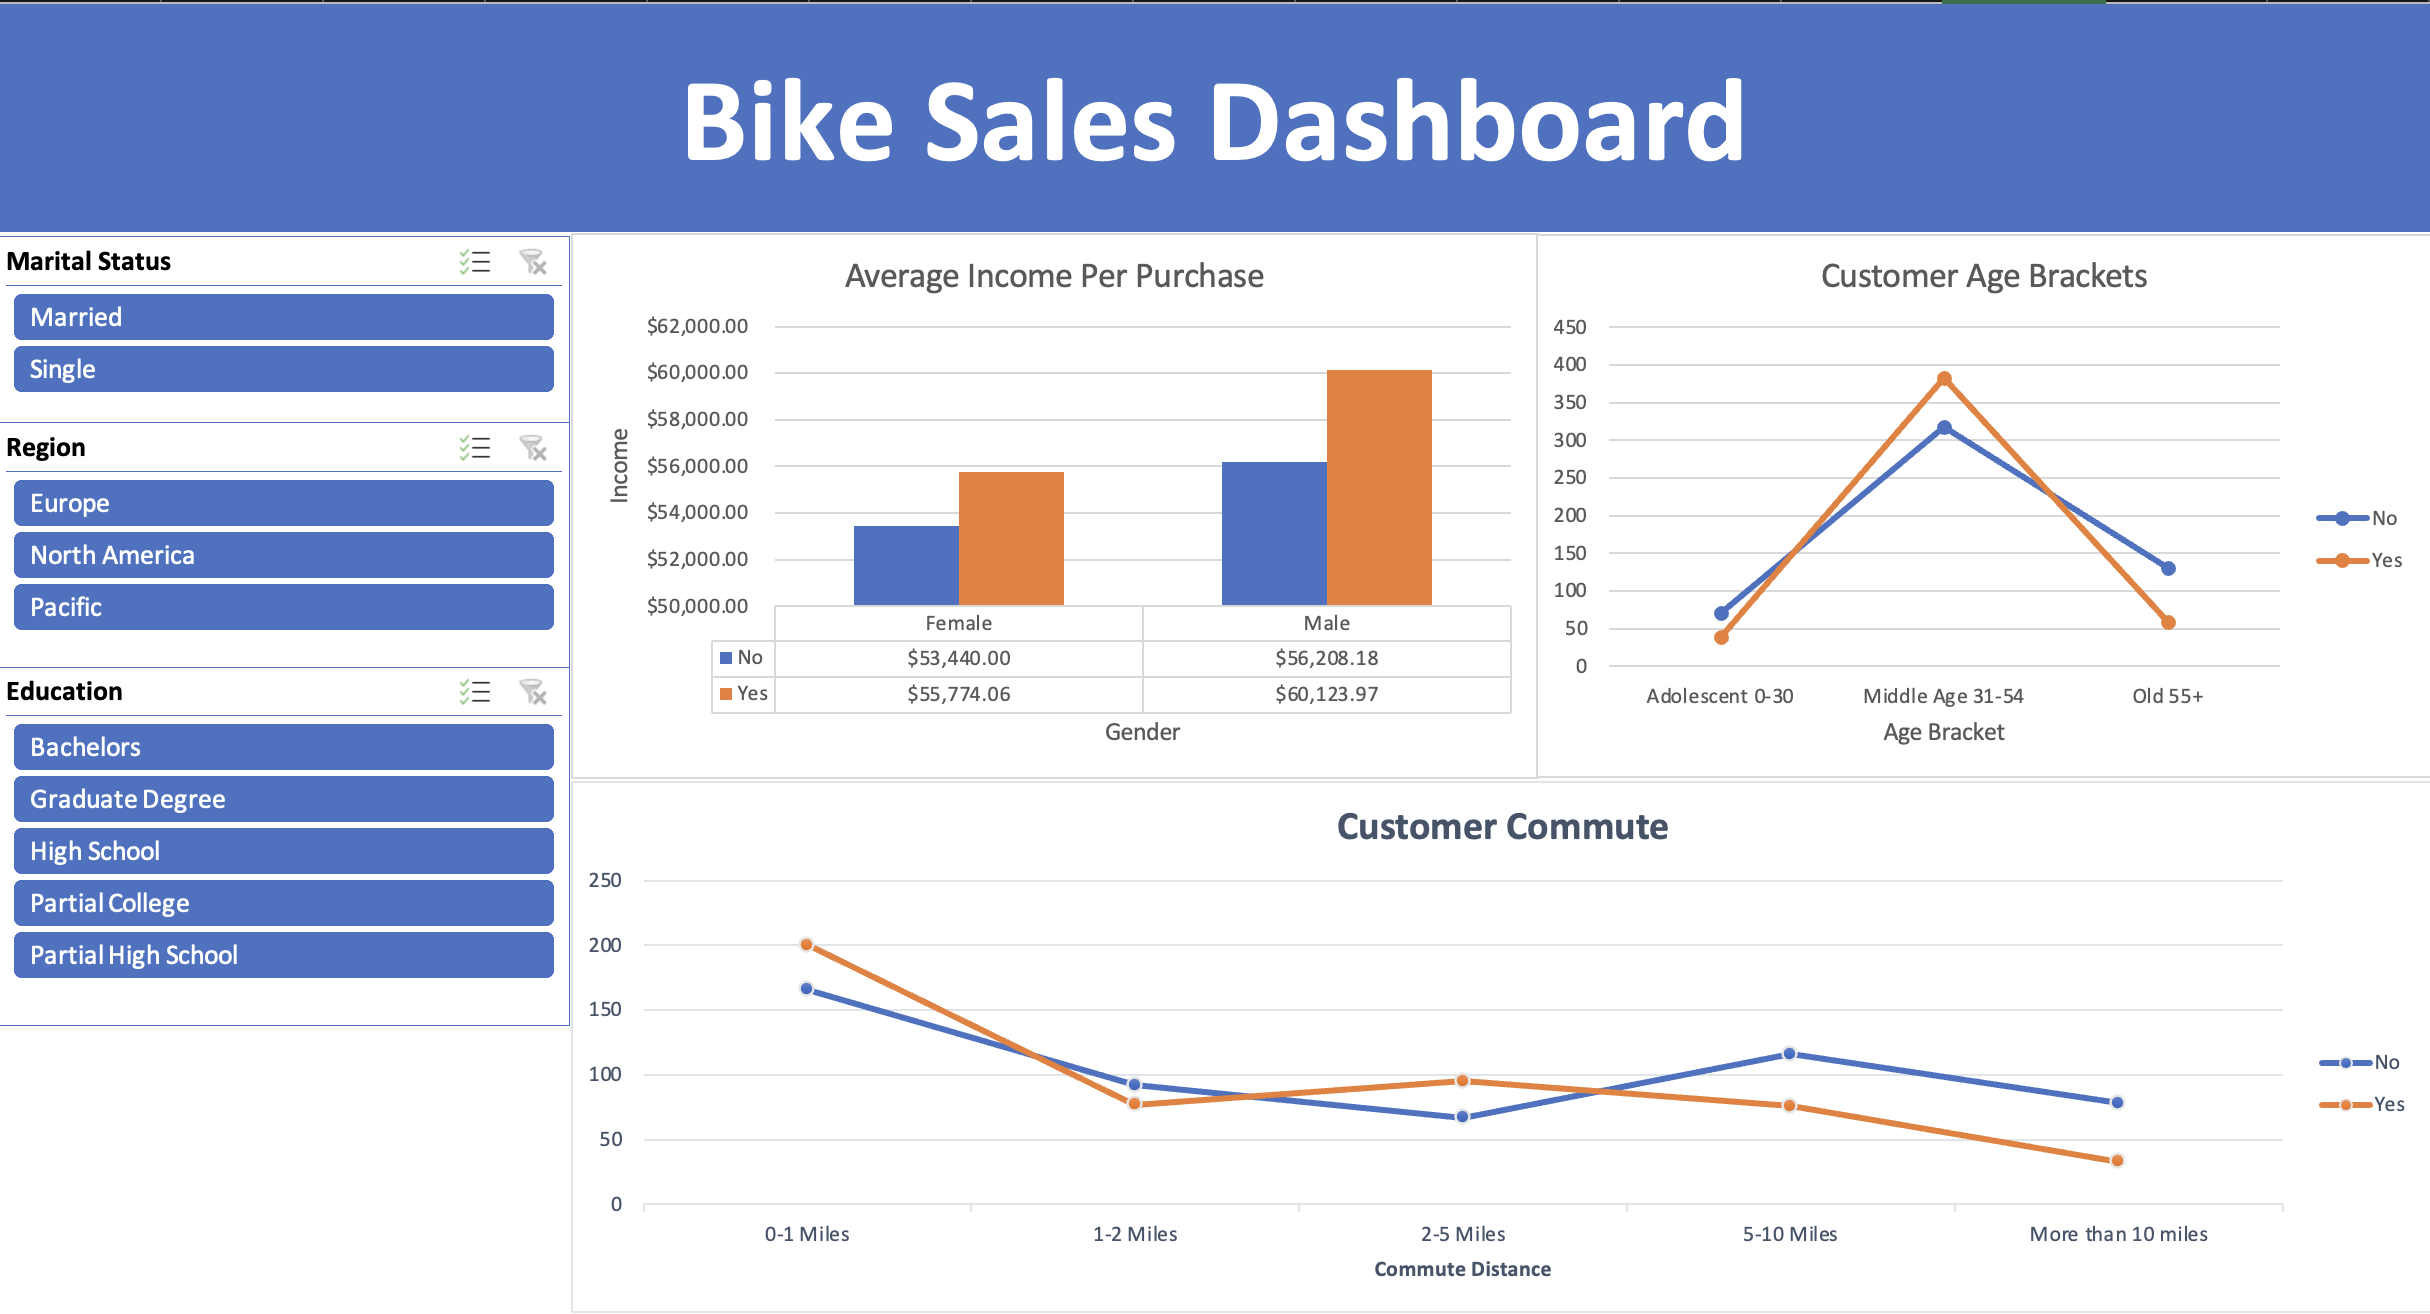 Bike Sales Dashboard
Marital Status
Married
Single
Region
Europe
North America
Pacific
Education
Bachelors
Graduate Degree
High School
Partial College
Partial High School
Average Income Per Purchase
$62,000.00
$60,000.00
$58,000.00
$56,000.00
$54,000.00
$52,000.00
$50,000.00
Income
Female Male
No $53,440.00 $56,208.18
Yes $55,774.06 $60,123.97
Gender
Customer Age Brackets
450
400
350
300
250
200
150
100
50
0
Adolescent 0-30 Middle Age 31-54 Old 55+
Age Bracket
No
Yes
Customer Commute
250
200
150
100
50
0
0-1 Miles 1-2 Miles 2-5 Miles 5-10 Miles More than 10 miles
Commute Distance
No
Yes